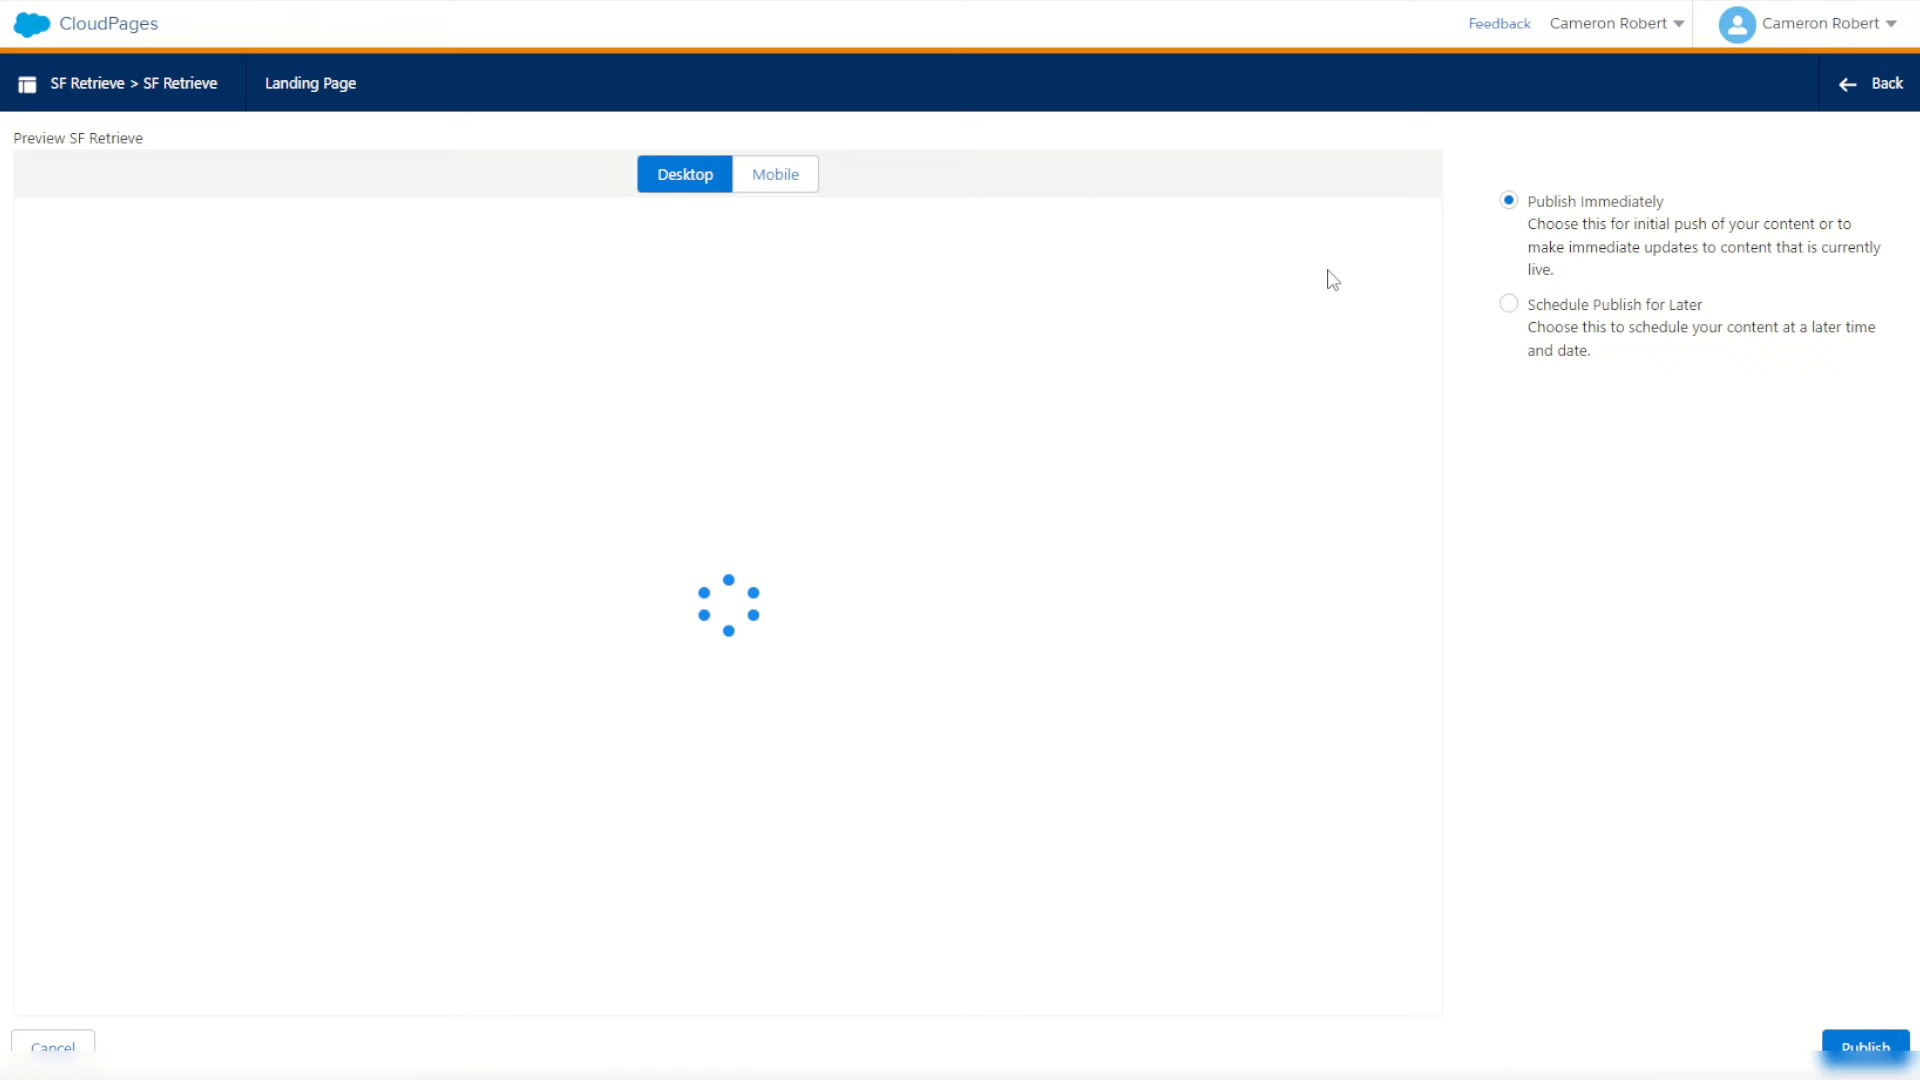 CloudPages
Feedback
Cameron Robert
Cameron Robert
SF Retrieve > SF Retrieve
Landing Page
Back
Preview SF Retrieve
Desktop
Mobile
Publish Immediately
Choose this for initial push of your content or to
make immediate updates to content that is currently
live.
Schedule Publish for Later
Choose this to schedule your content at a later time
and date.
Cancel
Publish